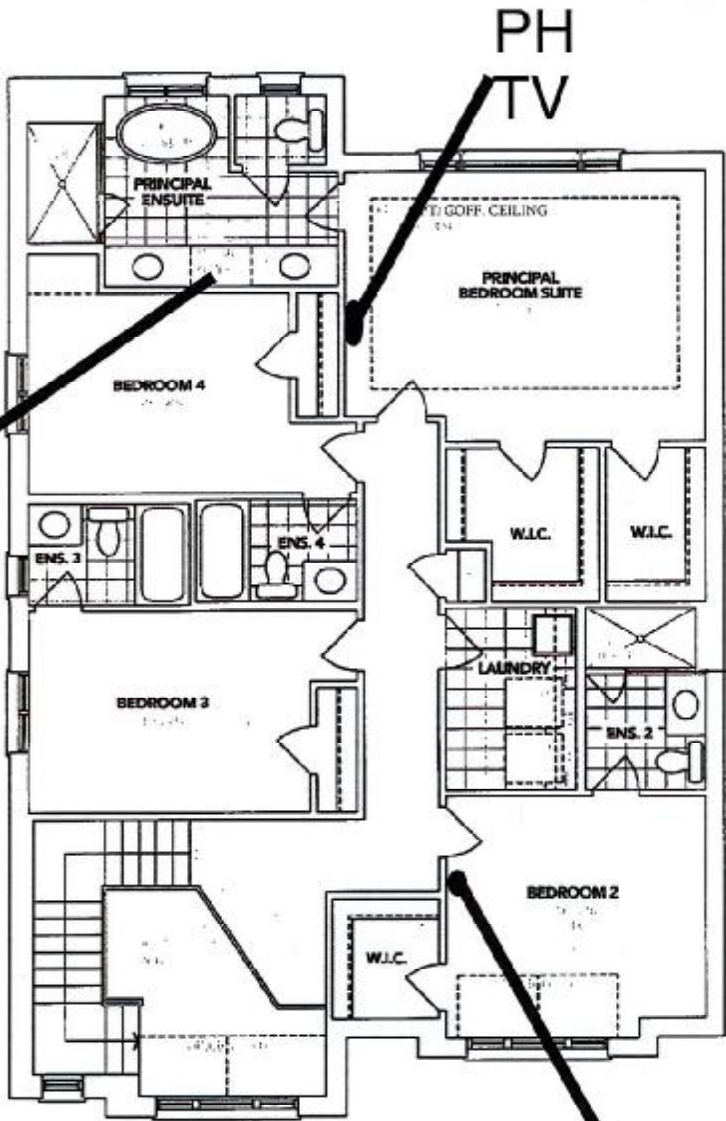 PH
TV
PRINCIPAL
ENSUITE
GOFF. CEILING
PRINCIPAL
BEDROOM SUITE
BEDROOM 4
W.I.C.
W.I.C.
ENS. 3
ENS. 4
LAUNDRY
BEDROOM 3
ENS. 2
BEDROOM 2
W.I.C.